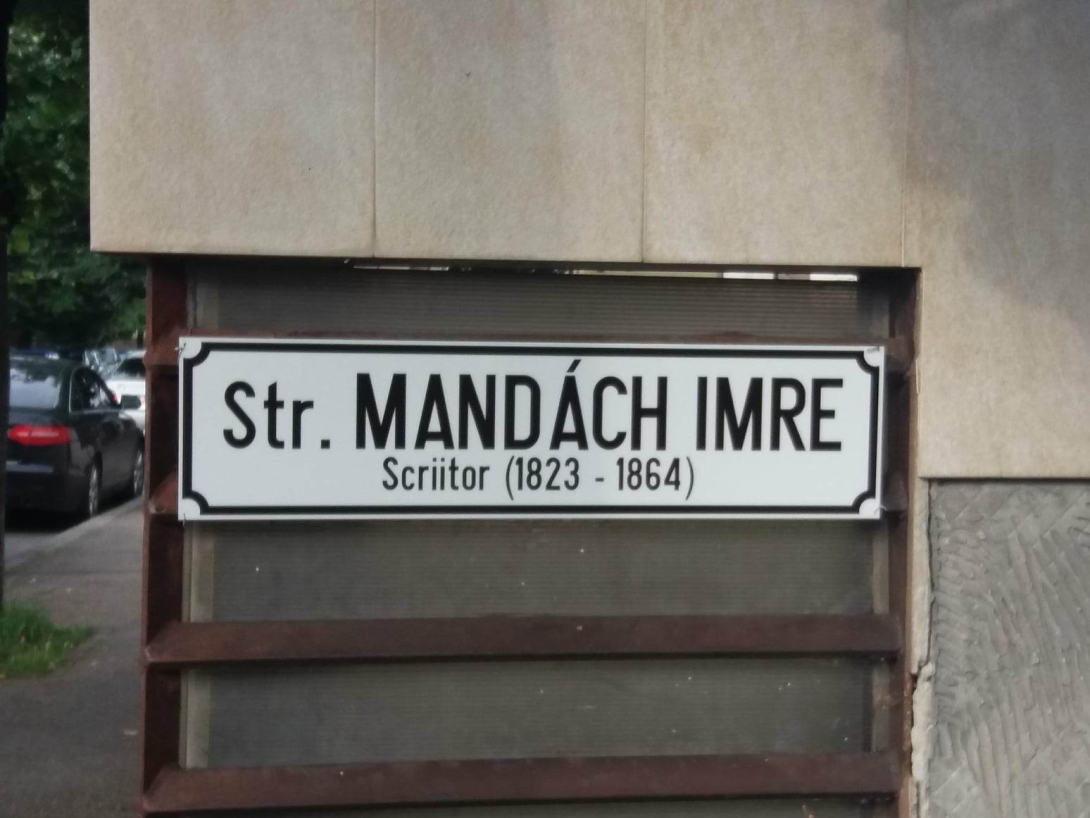 Str. MANDÁCH IMRE
Scriitor (1823 - 1864)